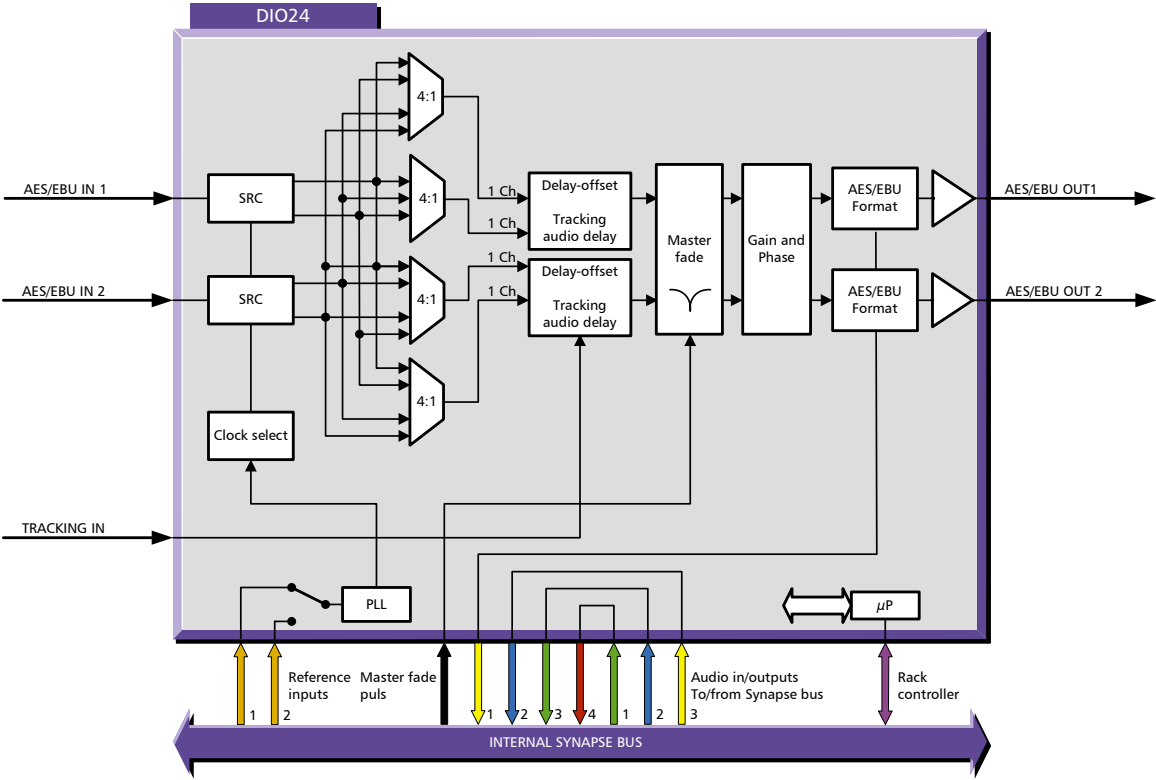 DIO24
4:1
AES/EBU IN 1
SRC
4:1
1 Ch
1 Ch
Delay-offset
Tracking
audio delay
Master
fade
Gain and
Phase
AES/EBU
Format
AES/EBU OUT1
AES/EBU IN 2
SRC
4:1
1 Ch
1 Ch
Delay-offset
Tracking
audio delay
AES/EBU
Format
AES/EBU OUT 2
4:1
Clock select
TRACKING IN
PLL
µP
Reference
inputs
1
2
Master fade
puls
1
2
3
4
1
2
3
Audio in/outputs
To/from Synapse bus
Rack
controller
INTERNAL SYNAPSE BUS